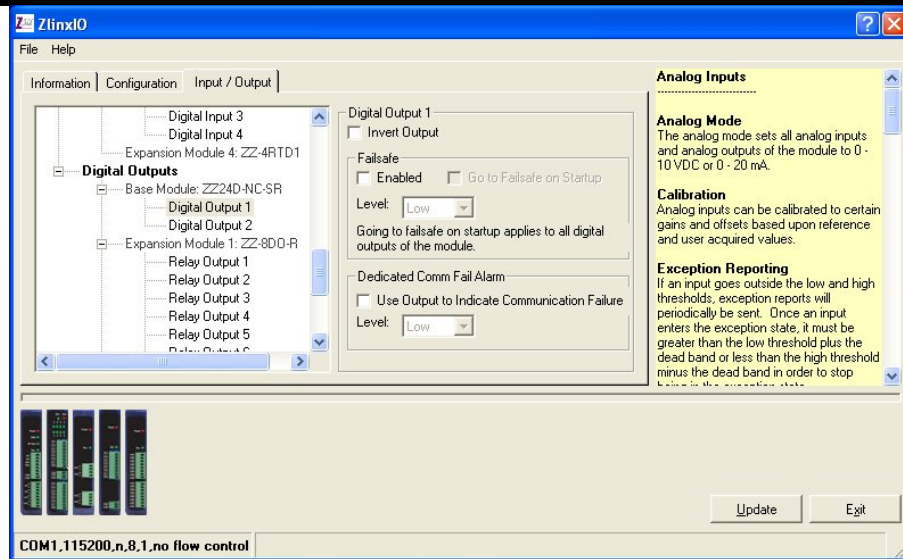 ZlinxIO
File Help
Information Configuration Input / Output
Digital Input 3
Digital Input 4
Expansion Module 4: ZZ-4RTD1
Digital Outputs
Base Module: ZZ24D-NC-SR
Digital Output 1
Digital Output 2
Expansion Module 1: ZZ-8DO-R
Relay Output 1
Relay Output 2
Relay Output 3
Relay Output 4
Relay Output 5
Relay Output 6
Digital Output 1
Invert Output
Failsafe
Enabled Go to Failsafe on Startup
Level: Low
Going to failsafe on startup applies to all digital
outputs of the module.
Dedicated Comm Fail Alarm
Use Output to Indicate Communication Failure
Level: Low
Analog Inputs
----------------------------
Analog Mode
The analog mode sets all analog inputs
and analog outputs of the module to 0 -
10 VDC or 0 - 20 mA.
Calibration
Analog inputs can be calibrated to certain
gains and offsets based upon reference
and user acquired values.
Exception Reporting
If an input goes outside the low and high
thresholds, exception reports will
periodically be sent. Once an input
enters the exception state, it must be
greater than the low threshold plus the
dead band or less than the high threshold
minus the dead band in order to stop
being in the exception state.
Update Exit
COM1,115200,n,8,1,no flow control